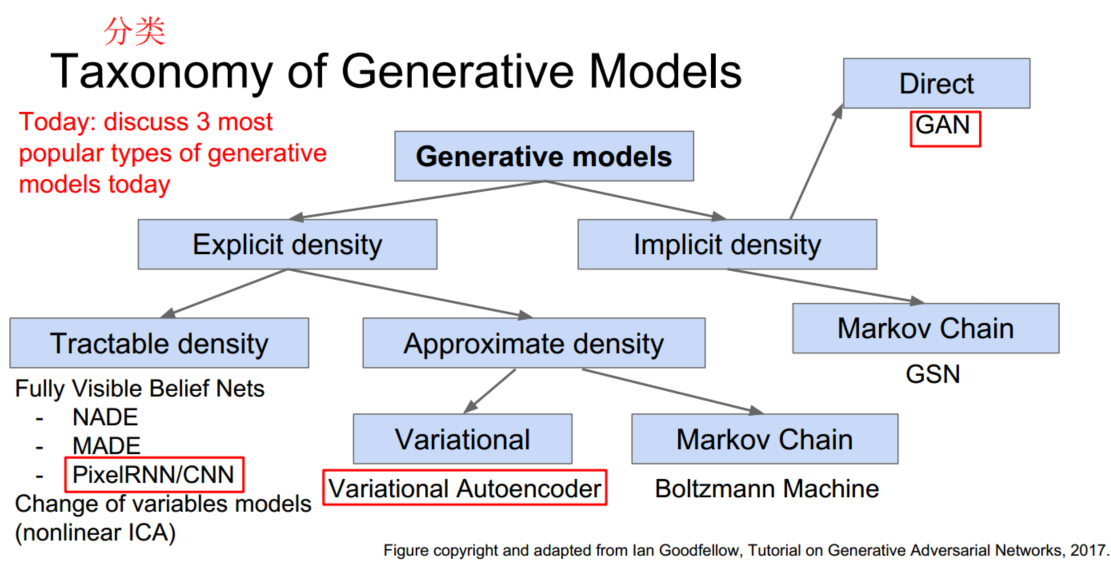 分类
Taxonomy of Generative Models
Today: discuss 3 most
popular types of generative
models today
Direct
GAN
Generative models
Explicit density
Implicit density
Tractable density
Approximate density
Markov Chain
GSN
Fully Visible Belief Nets
- NADE
- MADE
- PixelRNN/CNN
Change of variables models
(nonlinear ICA)
Variational
Variational Autoencoder
Markov Chain
Boltzmann Machine
Figure copyright and adapted from Ian Goodfellow, Tutorial on Generative Adversarial Networks, 2017.